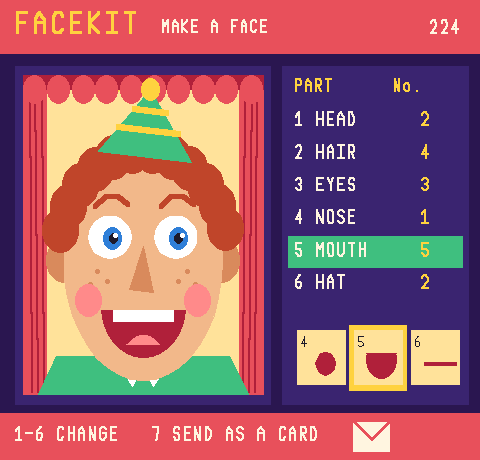 FACEKIT MAKE A FACE 224
PART No.
1 HEAD 2
2 HAIR 4
3 EYES 3
4 NOSE 1
5 MOUTH 5
6 HAT 2
4 5 6
1-6 CHANGE 7 SEND AS A CARD